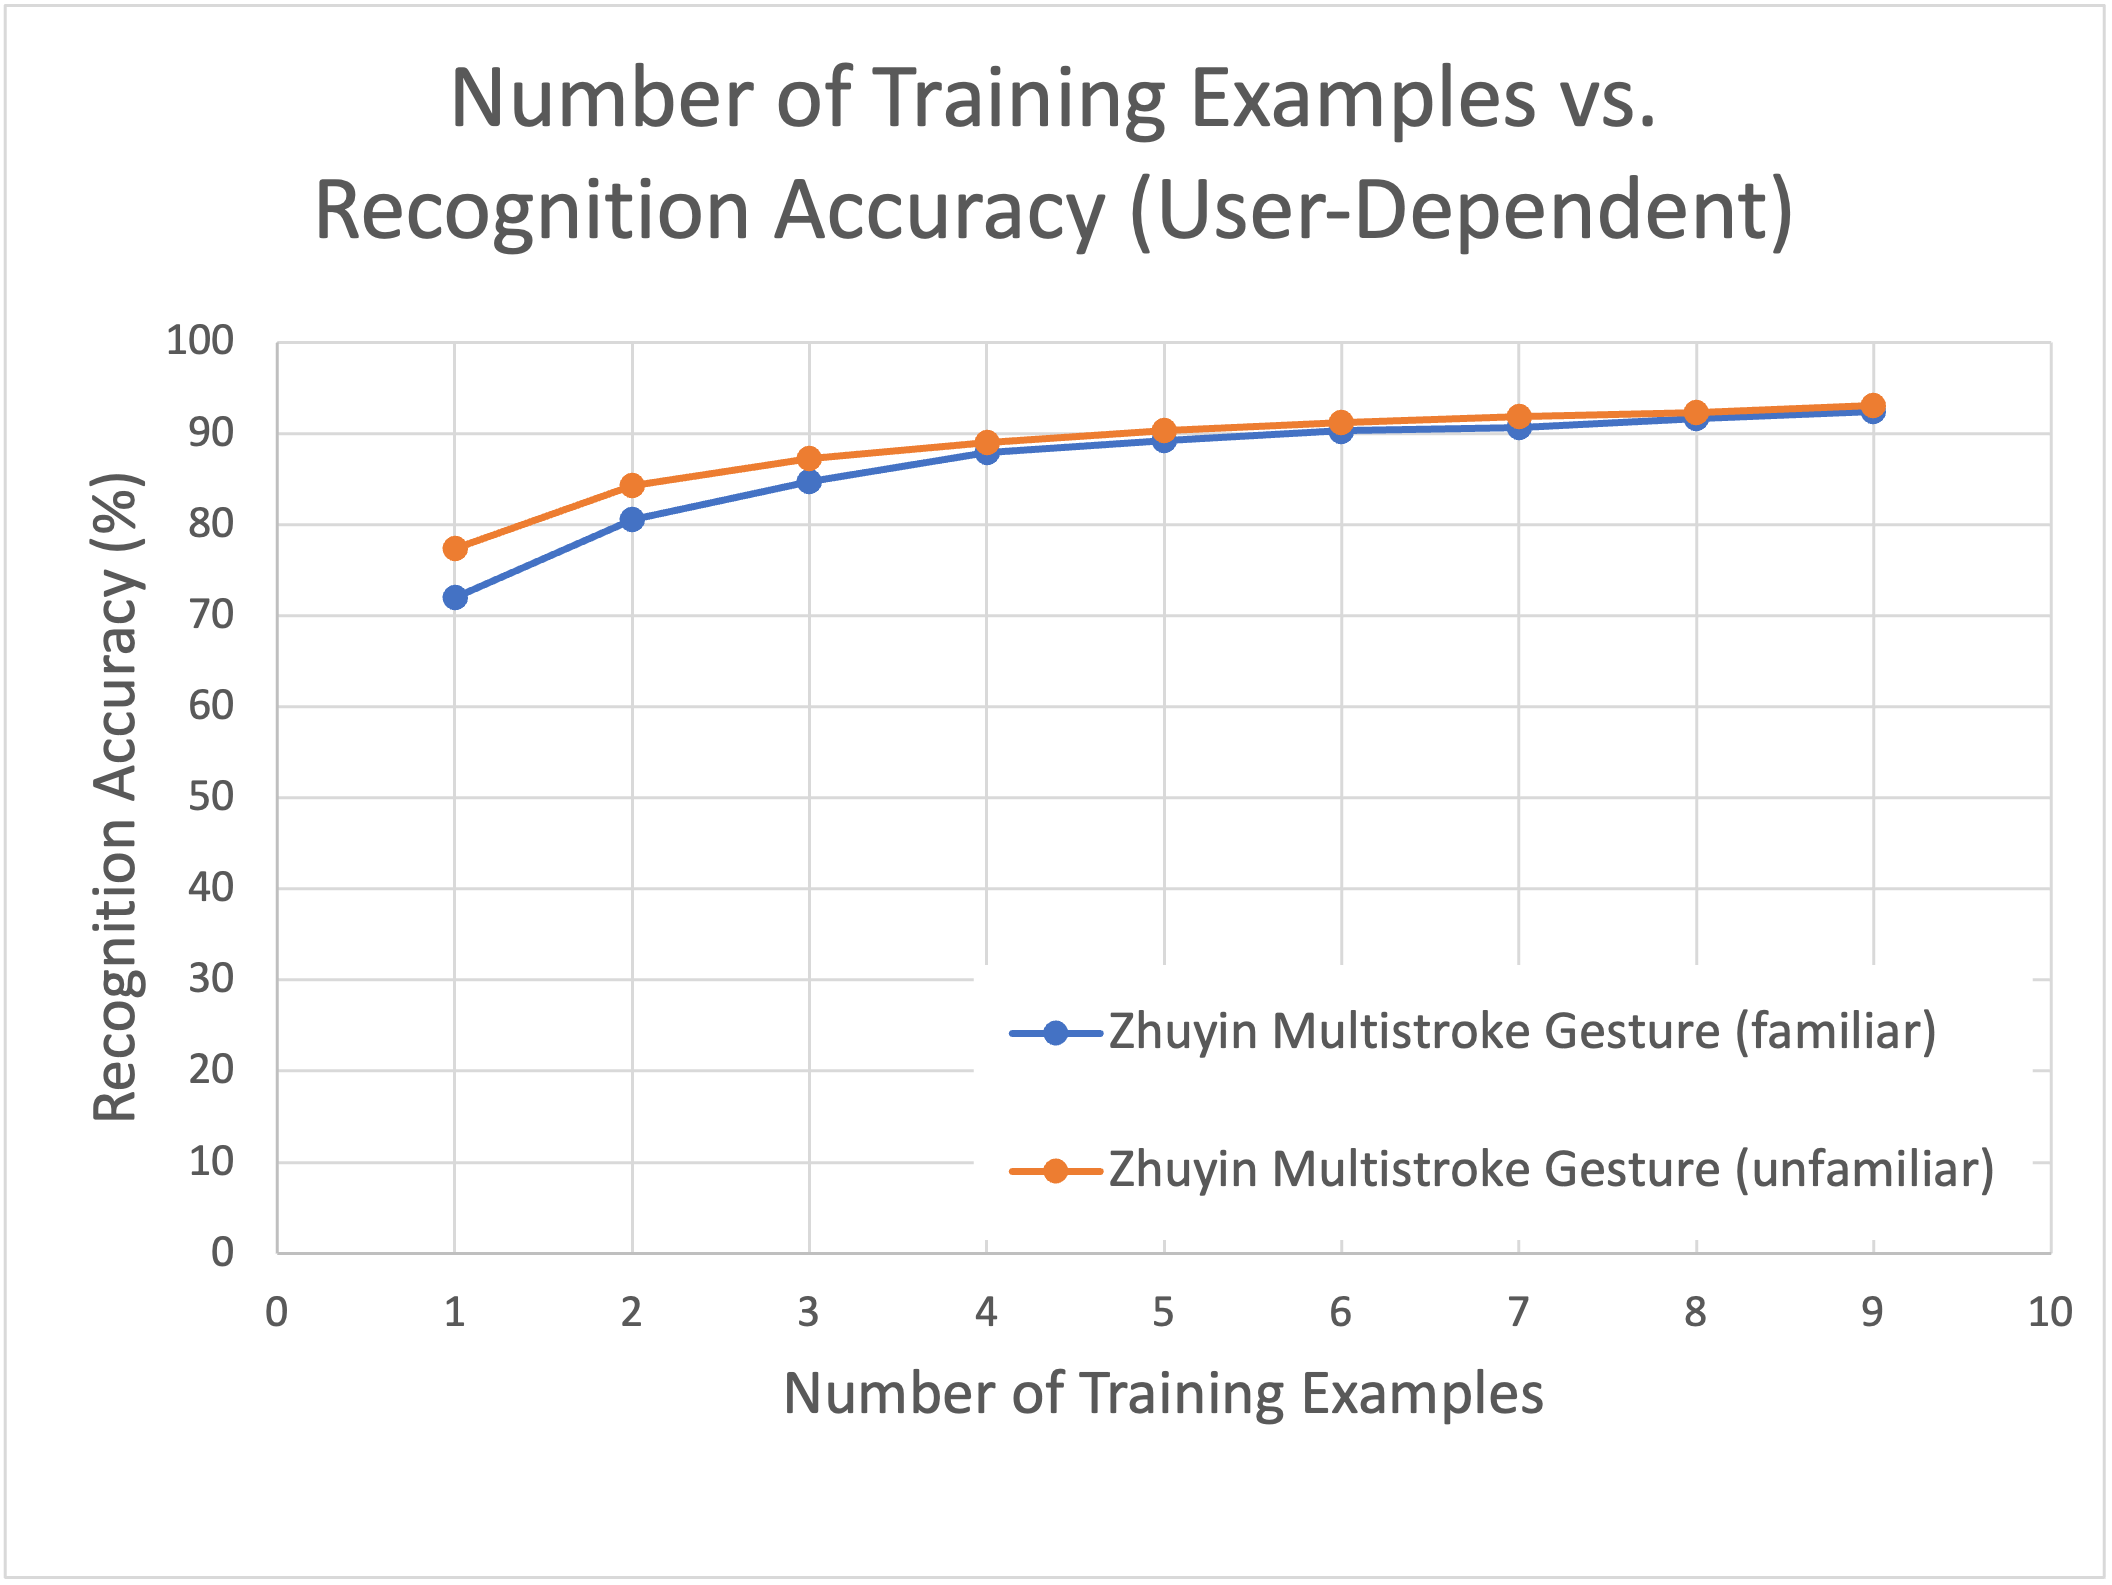 Number of Training Examples vs.
Recognition Accuracy (User-Dependent)
Recognition Accuracy (%)
100
90
80
70
60
50
40
30
20
10
0
Zhuyin Multistroke Gesture (familiar)
Zhuyin Multistroke Gesture (unfamiliar)
0 1 2 3 4 5 6 7 8 9 10
Number of Training Examples